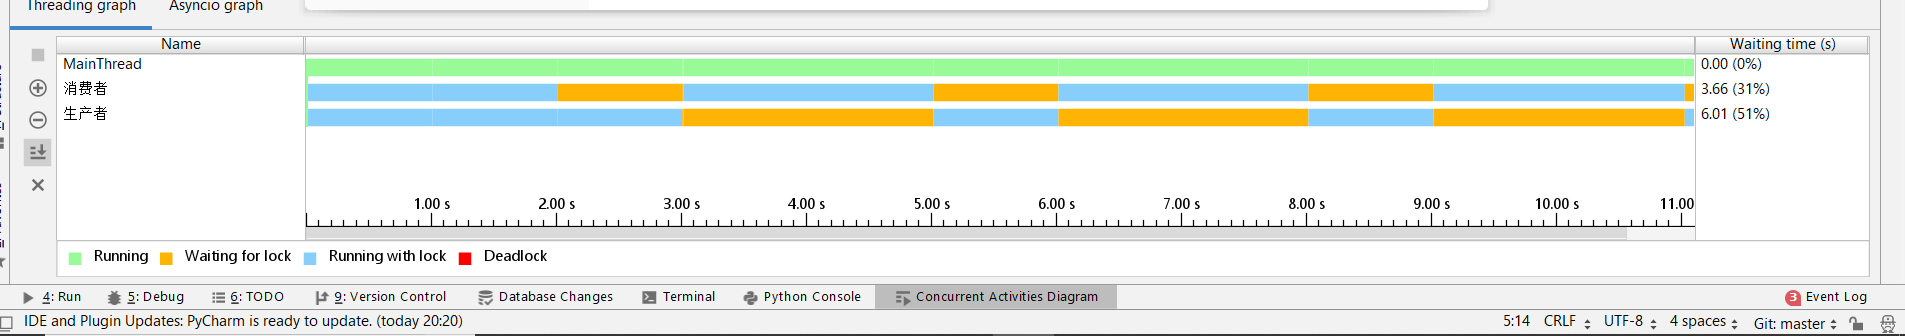 Threading graph Asyncio graph
Name Waiting time (s)
MainThread 0.00 (0%)
消费者 3.66 (31%)
生产者 6.01 (51%)
1.00 s 2.00 s 3.00 s 4.00 s 5.00 s 6.00 s 7.00 s 8.00 s 9.00 s 10.00 s 11.00
Running Waiting for lock Running with lock Deadlock
4: Run 5: Debug 6: TODO 9: Version Control Database Changes Terminal Python Console Concurrent Activities Diagram 3 Event Log
IDE and Plugin Updates: PyCharm is ready to update. (today 20:20) 5:14 CRLF UTF-8 4 spaces Git: master